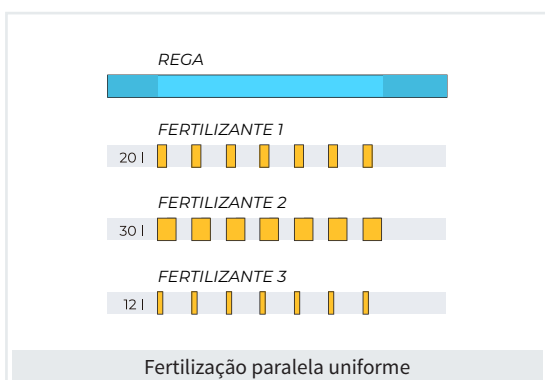 REGA
FERTILIZANTE 1
20 l
FERTILIZANTE 2
30 l
FERTILIZANTE 3
12 l
Fertilização paralela uniforme